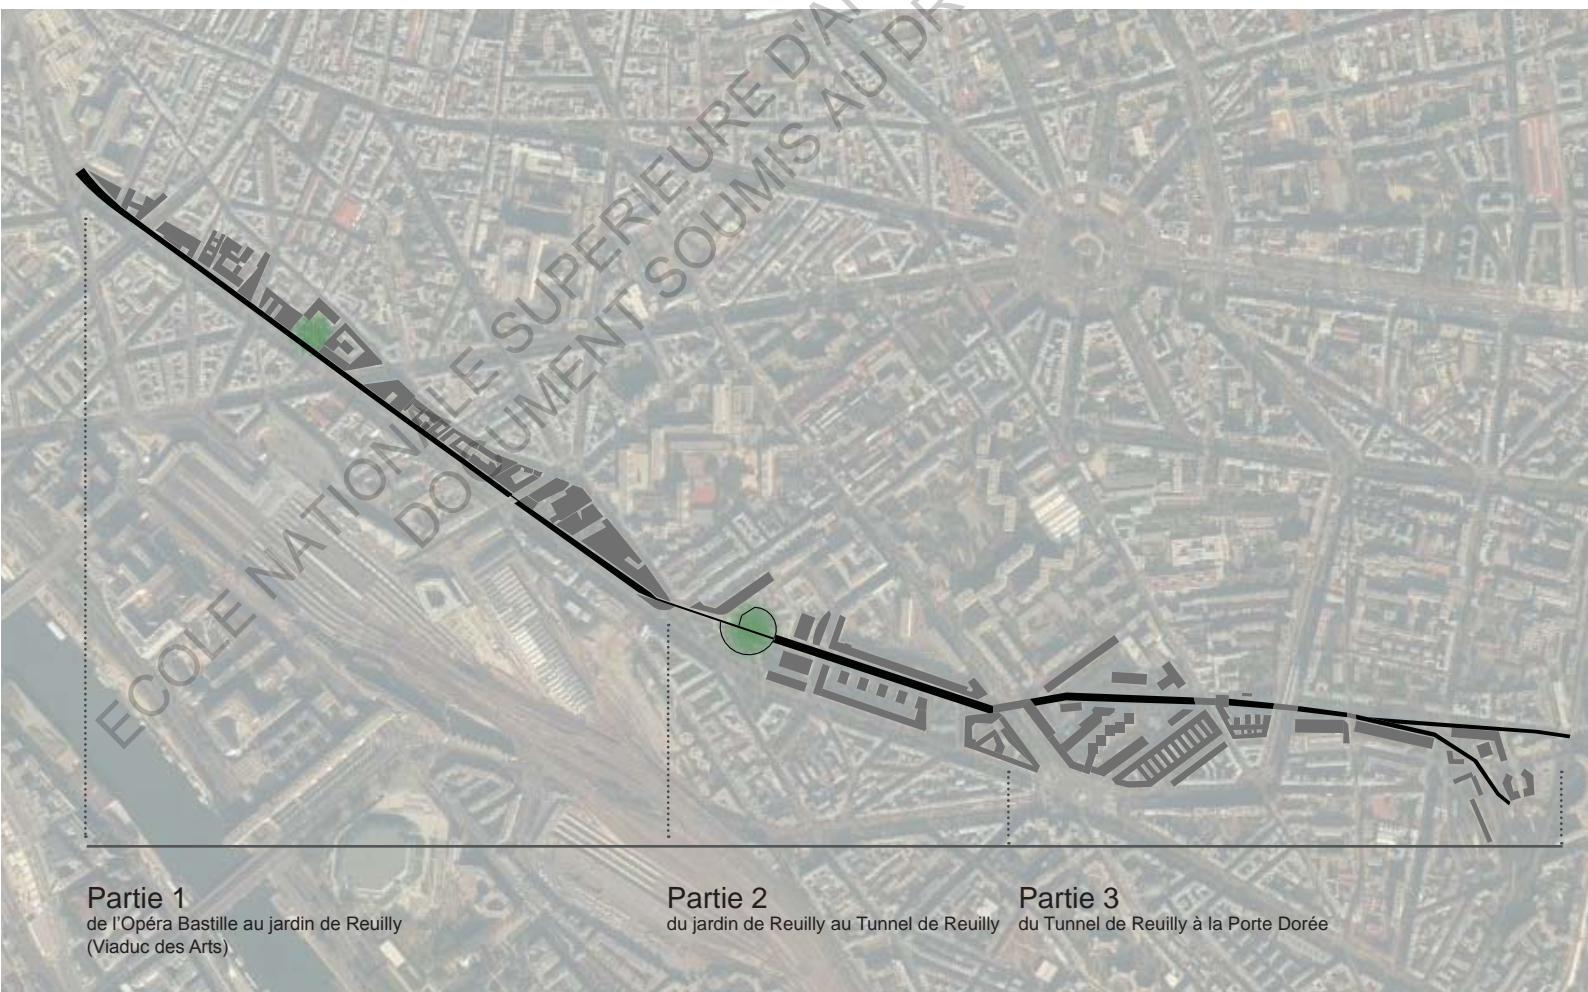 ECOLE NATIONALE SUPERIEURE D'A
DOCUMENT SOUMIS AU DR
Partie 1
de l'Opéra Bastille au jardin de Reuilly
(Viaduc des Arts)
Partie 2
du jardin de Reuilly au Tunnel de Reuilly
Partie 3
du Tunnel de Reuilly à la Porte Dorée